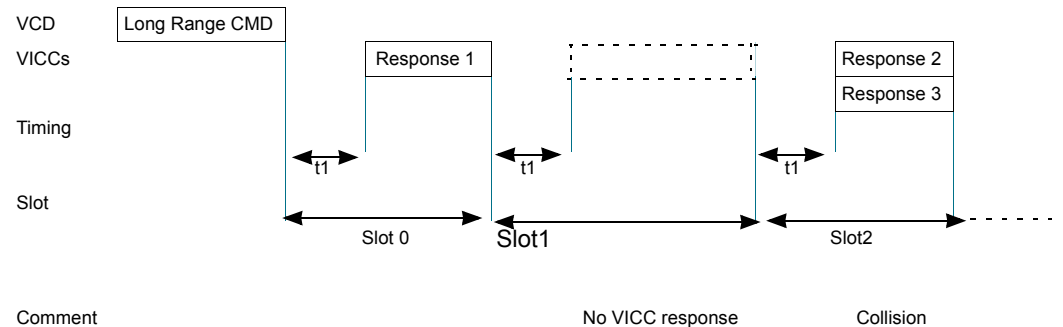 VCD Long Range CMD
VICCs Response 1 Response 2
Response 3
Timing
t1 t1 t1
Slot
Slot 0 Slot1 Slot2
Comment No VICC response Collision